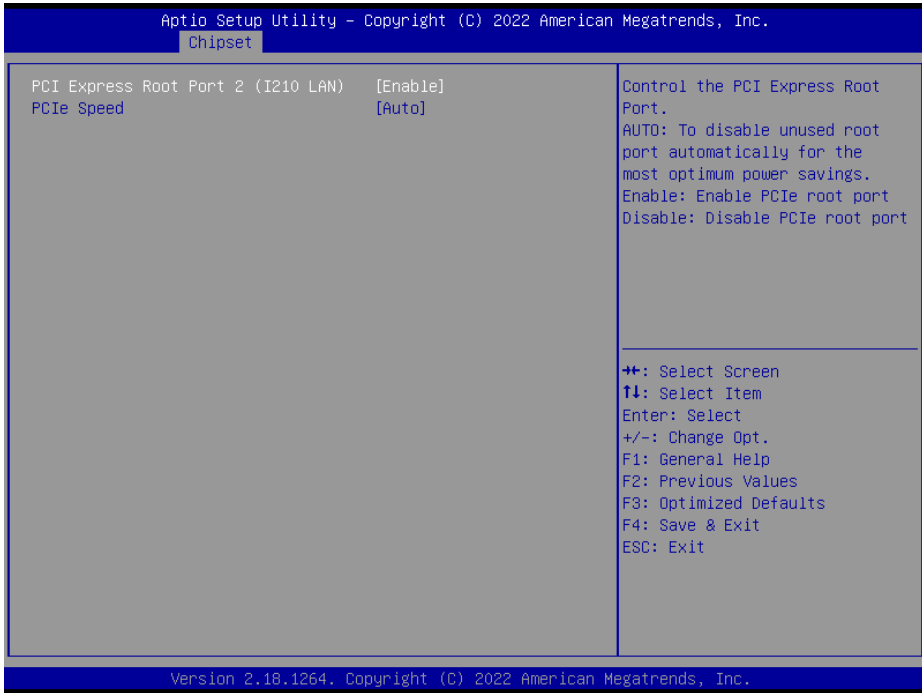 Aptio Setup Utility – Copyright (C) 2022 American Megatrends, Inc.
Chipset
PCI Express Root Port 2 (I210 LAN) [Enable]
PCIe Speed [Auto]
Control the PCI Express Root
Port.
AUTO: To disable unused root
port automatically for the
most optimum power savings.
Enable: Enable PCIe root port
Disable: Disable PCIe root port
→←: Select Screen
↑↓: Select Item
Enter: Select
+/-: Change Opt.
F1: General Help
F2: Previous Values
F3: Optimized Defaults
F4: Save & Exit
ESC: Exit
Version 2.18.1264. Copyright (C) 2022 American Megatrends, Inc.